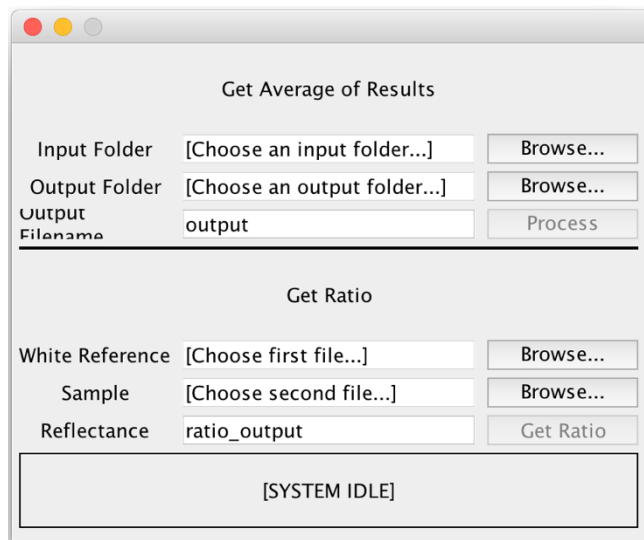 Get Average of Results
Input Folder [Choose an input folder...] Browse...
Output Folder [Choose an output folder...] Browse...
Output
Filename output Process
Get Ratio
White Reference [Choose first file...] Browse...
Sample [Choose second file...] Browse...
Reflectance ratio_output Get Ratio
[SYSTEM IDLE]